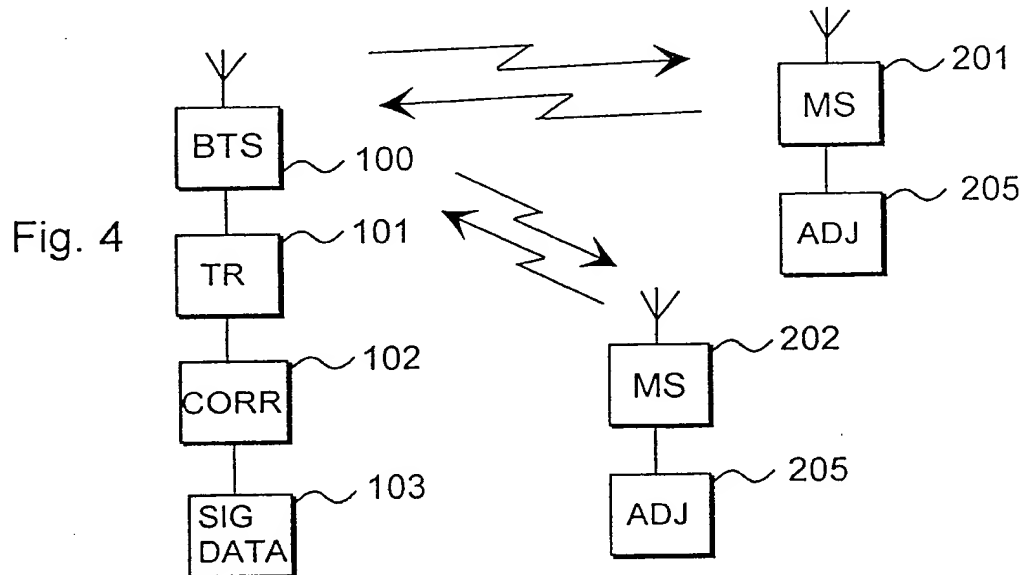 Fig. 4
BTS
100
TR
101
CORR
102
SIG
DATA
103
MS
201
ADJ
205
MS
202
ADJ
205